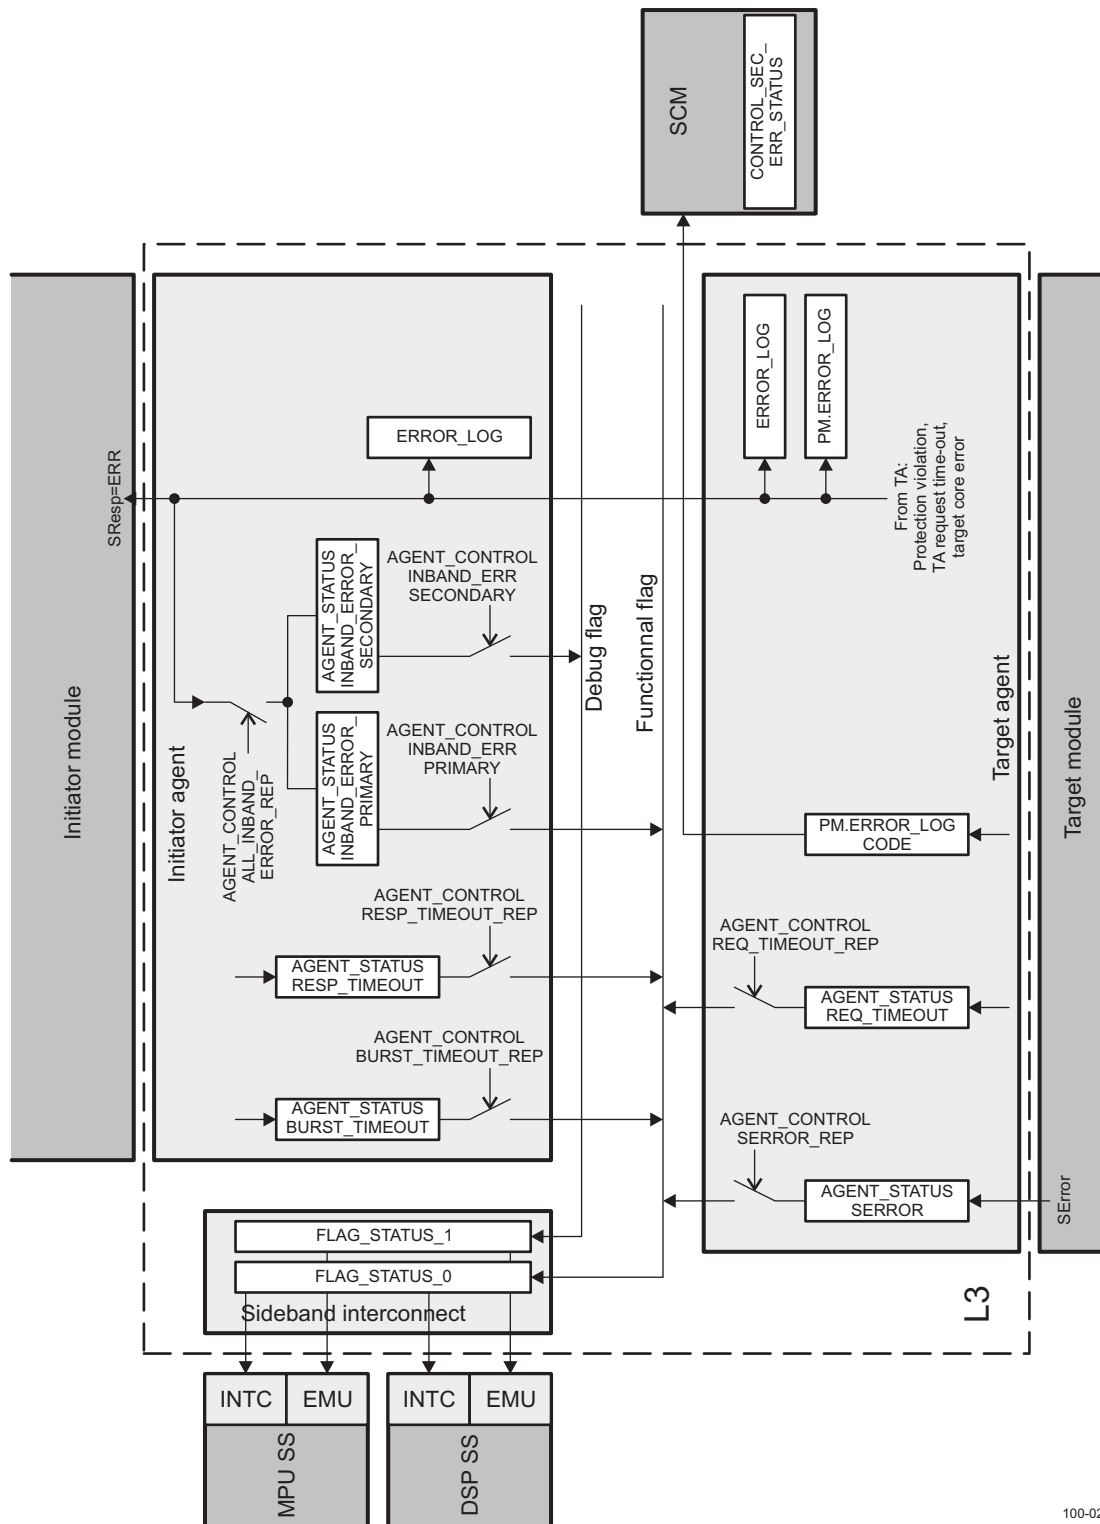 SCM
CONTROL_SEC_
ERR_STATUS
Initiator module
SResp=ERR
Initiator agent
ERROR_LOG
AGENT_STATUS
INBAND_ERROR_
SECONDARY
AGENT_CONTROL
INBAND_ERR
SECONDARY
AGENT_CONTROL
ALL_INBAND_
ERROR_REP
AGENT_STATUS
INBAND_ERROR_
PRIMARY
AGENT_CONTROL
INBAND_ERR
PRIMARY
AGENT_CONTROL
RESP_TIMEOUT_REP
AGENT_STATUS
RESP_TIMEOUT
AGENT_CONTROL
BURST_TIMEOUT_REP
AGENT_STATUS
BURST_TIMEOUT
Debug flag
Functionnal flag
ERROR_LOG
PM.ERROR_LOG
From TA:
Protection violation,
TA request time-out,
target core error
Target agent
PM.ERROR_LOG
CODE
AGENT_CONTROL
REQ_TIMEOUT_REP
AGENT_STATUS
REQ_TIMEOUT
AGENT_CONTROL
SERROR_REP
AGENT_STATUS
SERROR
SError
Target module
FLAG_STATUS_1
FLAG_STATUS_0
Sideband interconnect
L3
INTC
EMU
MPU SS
INTC
EMU
DSP SS
100-02